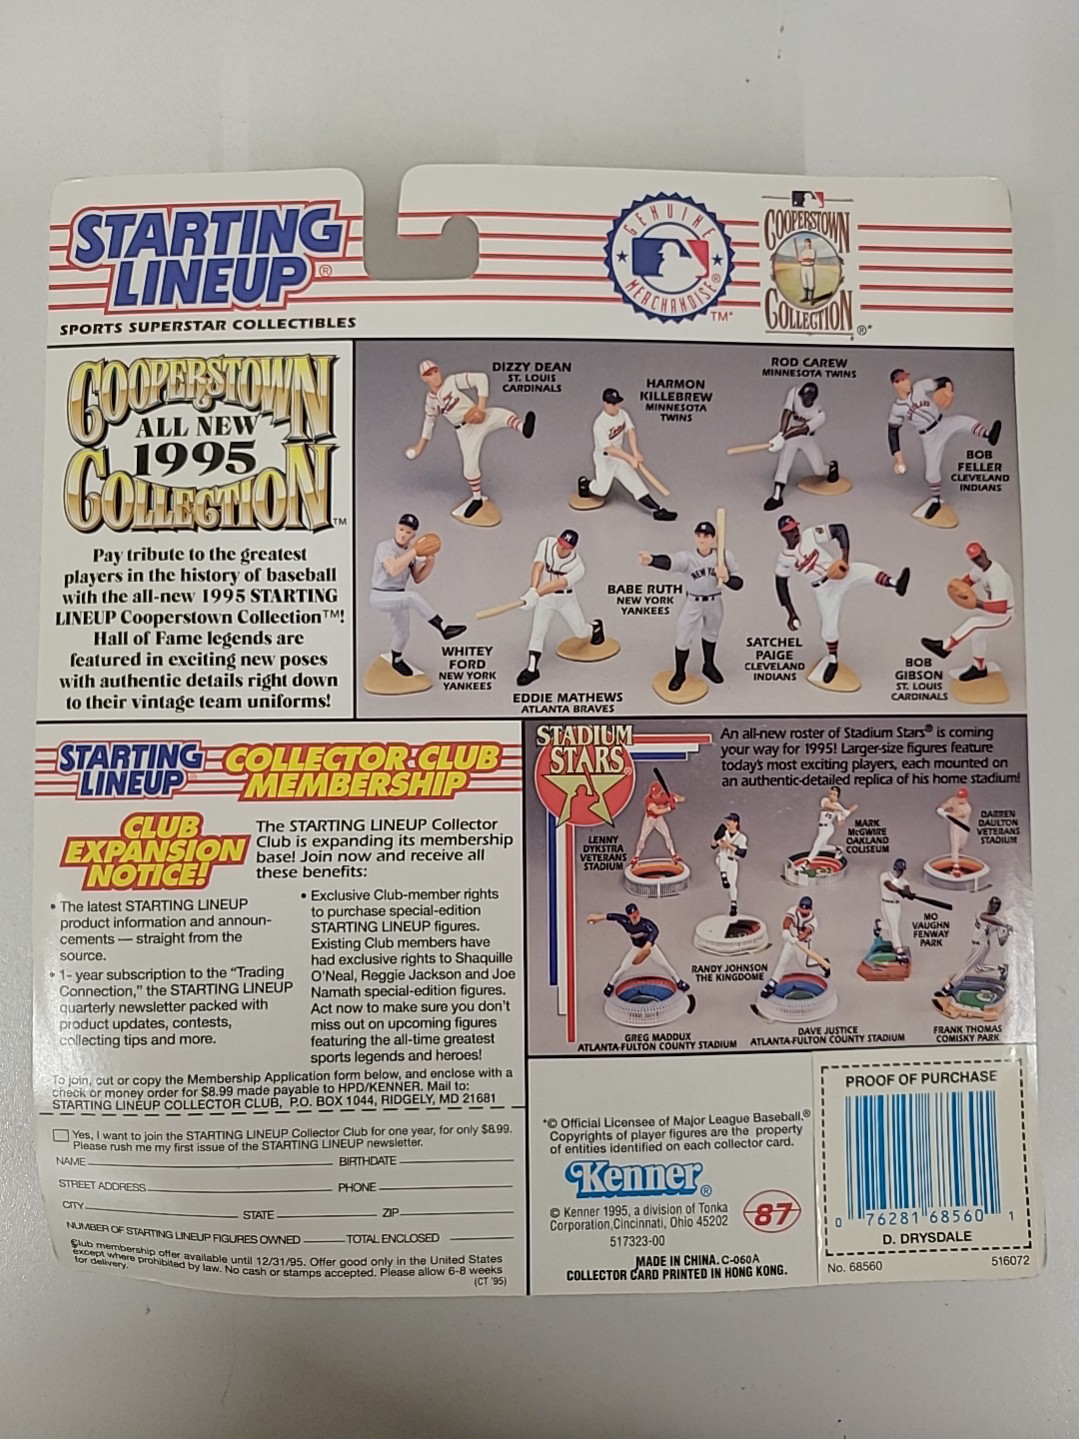 STARTING
LINEUP®
SPORTS SUPERSTAR COLLECTIBLES
GENUINE
MERCHANDISE®
TM*
COOPERSTOWN
COLLECTION
®*
COOPERSTOWN
ALL NEW
1995
COLLECTION
TM
Pay tribute to the greatest
players in the history of baseball
with the all-new 1995 STARTING
LINEUP Cooperstown Collection™!
Hall of Fame legends are
featured in exciting new poses
with authentic details right down
to their vintage team uniforms!
DIZZY DEAN
ST. LOUIS
CARDINALS
HARMON
KILLEBREW
MINNESOTA
TWINS
ROD CAREW
MINNESOTA TWINS
BOB
FELLER
CLEVELAND
INDIANS
WHITEY
FORD
NEW YORK
YANKEES
EDDIE MATHEWS
ATLANTA BRAVES
BABE RUTH
NEW YORK
YANKEES
SATCHEL
PAIGE
CLEVELAND
INDIANS
BOB
GIBSON
ST. LOUIS
CARDINALS
STARTING
LINEUP®
COLLECTOR CLUB
MEMBERSHIP
CLUB
EXPANSION
NOTICE!
The STARTING LINEUP Collector
Club is expanding its membership
base! Join now and receive all
these benefits:
• The latest STARTING LINEUP
product information and announ-
cements — straight from the
source.
• 1- year subscription to the "Trading
Connection," the STARTING LINEUP
quarterly newsletter packed with
product updates, contests,
collecting tips and more.
• Exclusive Club-member rights
to purchase special-edition
STARTING LINEUP figures.
Existing Club members have
had exclusive rights to Shaquille
O'Neal, Reggie Jackson and Joe
Namath special-edition figures.
Act now to make sure you don't
miss out on upcoming figures
featuring the all-time greatest
sports legends and heroes!
To join, cut or copy the Membership Application form below, and enclose with a
check or money order for $8.99 made payable to HPD/KENNER. Mail to:
STARTING LINEUP COLLECTOR CLUB, P.O. BOX 1044, RIDGELY, MD 21681
Yes, I want to join the STARTING LINEUP Collector Club for one year, for only $8.99.
Please rush me my first issue of the STARTING LINEUP newsletter.
NAME BIRTHDATE
STREET ADDRESS PHONE
CITY STATE ZIP
NUMBER OF STARTING LINEUP FIGURES OWNED TOTAL ENCLOSED
Club membership offer available until 12/31/95. Offer good only in the United States
except where prohibited by law. No cash or stamps accepted. Please allow 6-8 weeks
for delivery. (CT '95)
STADIUM
STARS®
An all-new roster of Stadium Stars® is coming
your way for 1995! Larger-size figures feature
today's most exciting players, each mounted on
an authentic-detailed replica of his home stadium!
LENNY
DYKSTRA
VETERANS
STADIUM
MARK
McGWIRE
OAKLAND
COLISEUM
DARREN
DAULTON
VETERANS
STADIUM
RANDY JOHNSON
THE KINGDOME
MO
VAUGHN
FENWAY
PARK
GREG MADDUX
ATLANTA-FULTON COUNTY STADIUM
DAVE JUSTICE
ATLANTA-FULTON COUNTY STADIUM
FRANK THOMAS
COMISKY PARK
*© Official Licensee of Major League Baseball.®
Copyrights of player figures are the property
of entities identified on each collector card.
Kenner®
© Kenner 1995, a division of Tonka
Corporation,Cincinnati, Ohio 45202
517323-00
87
MADE IN CHINA. C-060A
COLLECTOR CARD PRINTED IN HONG KONG.
PROOF OF PURCHASE
0 76281 68560 1
D. DRYSDALE
No. 68560 516072